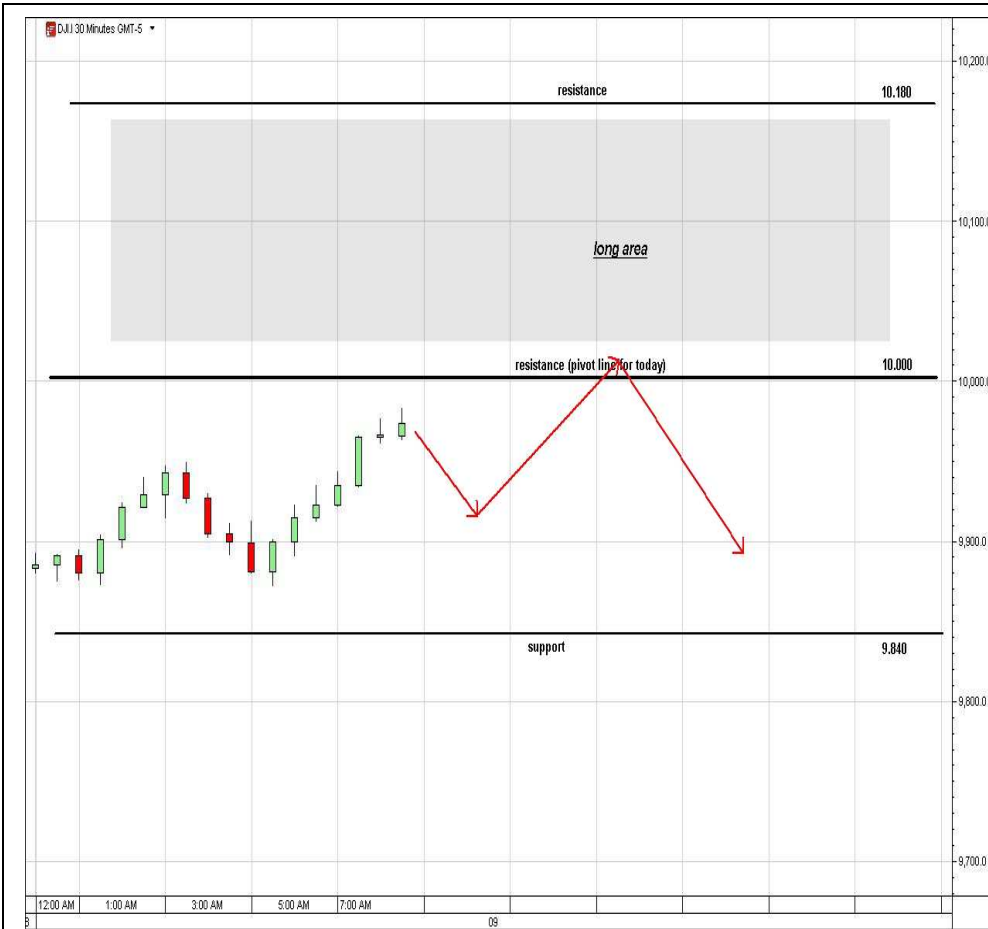 DJI.I 30 Minutes GMT-5
10,200.0
resistance 10.180
10,100.0
long area
resistance (pivot line for today) 10.000
10,000.0
9,900.0
support 9.840
9,800.0
9,700.0
12:00 AM 1:00 AM 3:00 AM 5:00 AM 7:00 AM
09